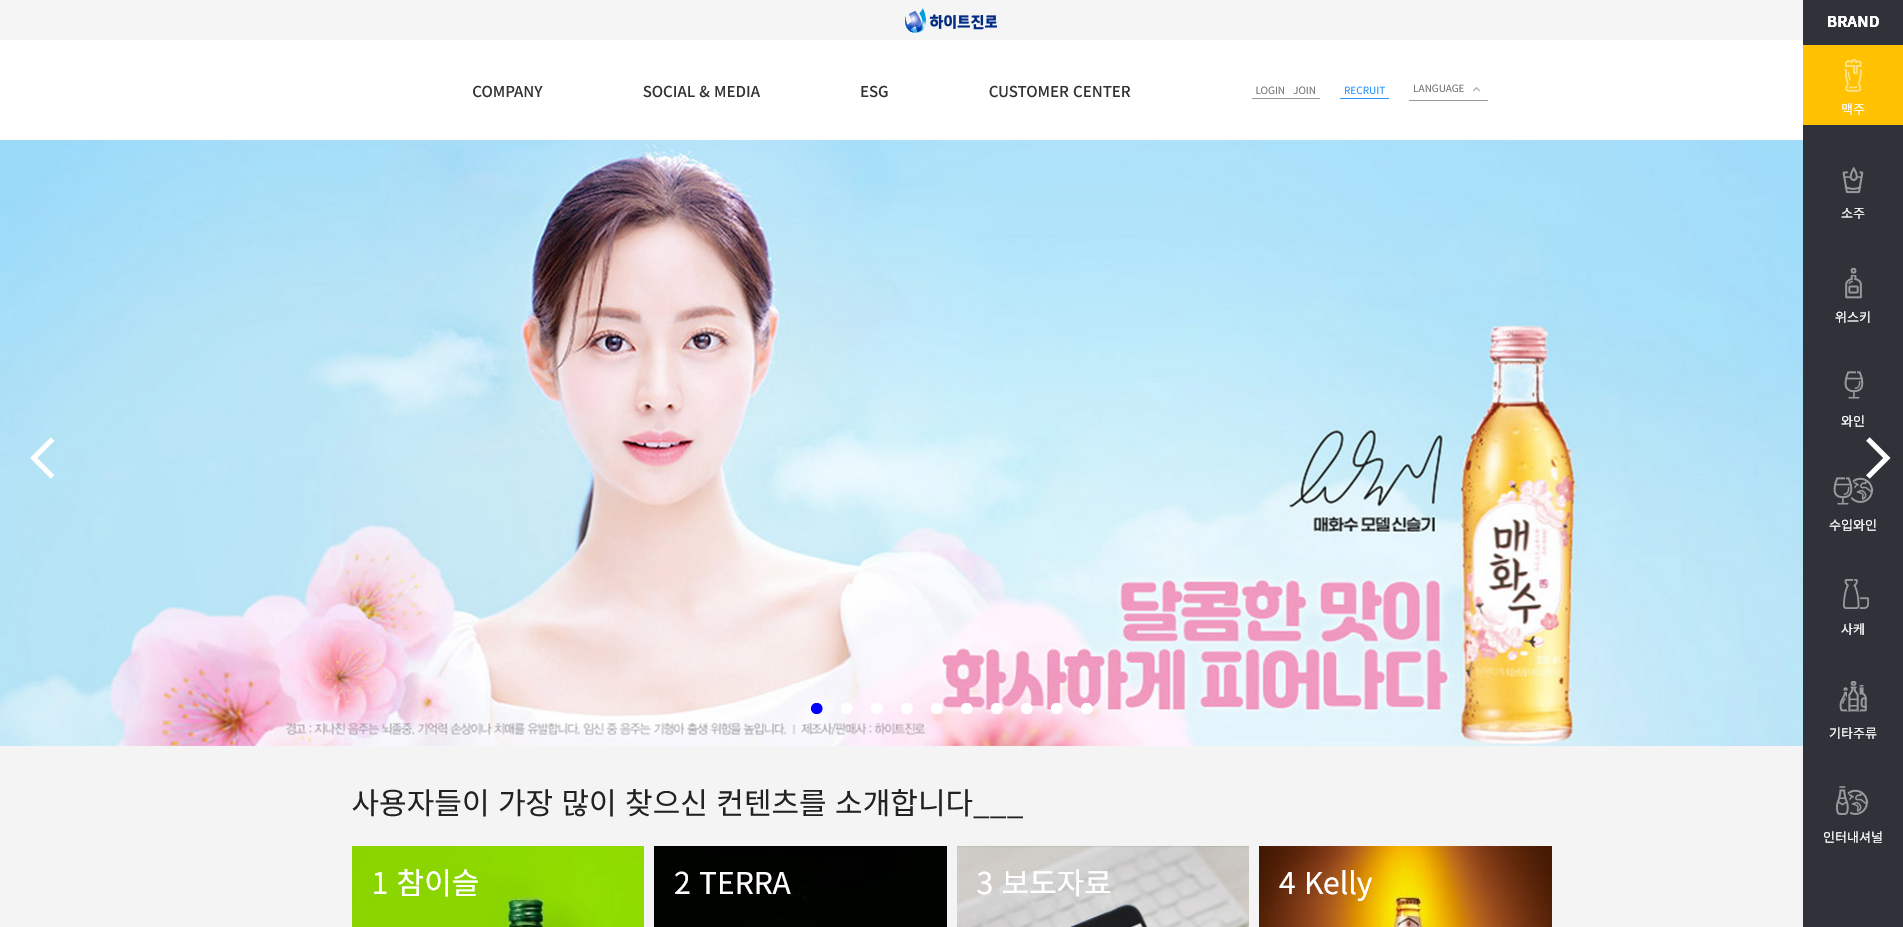 하이트진로
BRAND
COMPANY
SOCIAL & MEDIA
ESG
CUSTOMER CENTER
LOGIN JOIN
RECRUIT
LANGUAGE
맥주
소주
위스키
와인
수입와인
사케
기타주류
인터내셔널
매화수 모델 신슬기
매화수
달콤한 맛이
화사하게 피어나다
경고 : 지나친 음주는 뇌졸중, 기억력 손상이나 치매를 유발합니다. 임신 중 음주는 기형아 출생 위험을 높입니다. | 제조사/판매사 : 하이트진로
사용자들이 가장 많이 찾으신 컨텐츠를 소개합니다___
1 참이슬
2 TERRA
3 보도자료
4 Kelly